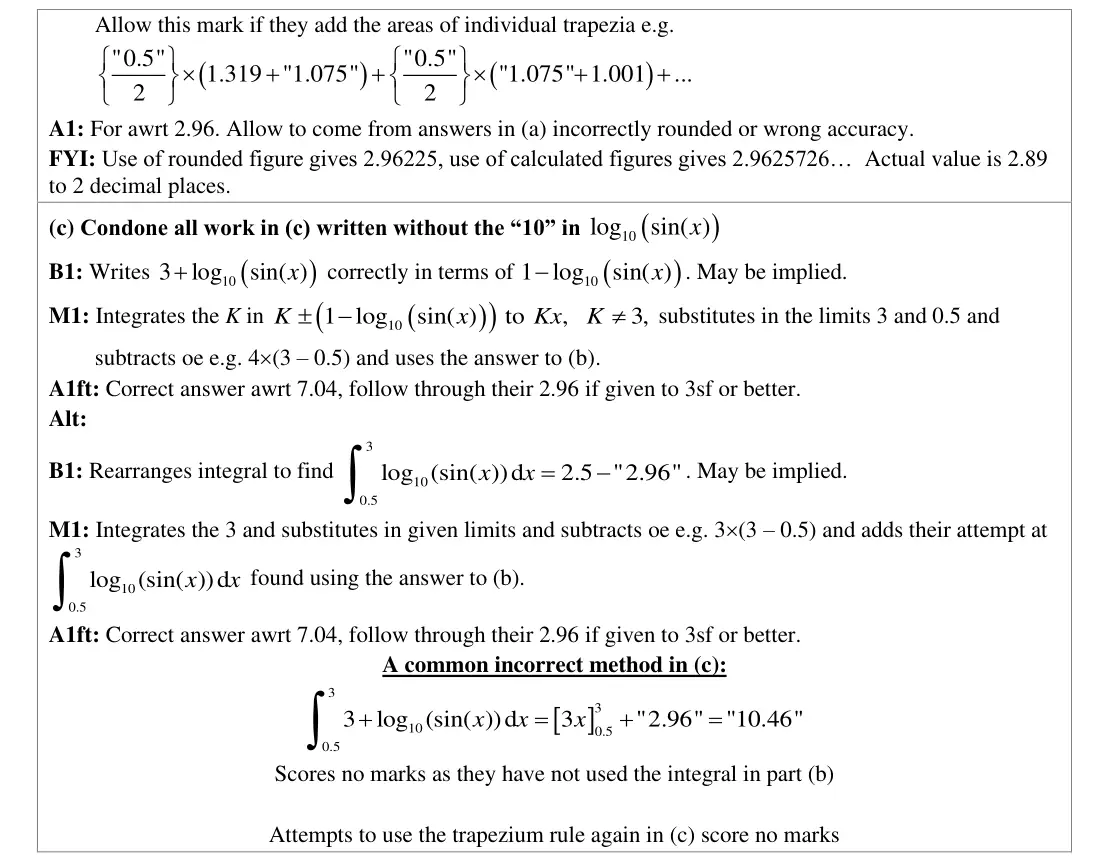 Allow this mark if they add the areas of individual trapezia e.g.
{"0.5"/2}×(1.319+"1.075")+{"0.5"/2}×("1.075"+1.001)+...
A1: For awrt 2.96. Allow to come from answers in (a) incorrectly rounded or wrong accuracy.
FYI: Use of rounded figure gives 2.96225, use of calculated figures gives 2.9625726… Actual value is 2.89
to 2 decimal places.
(c) Condone all work in (c) written without the “10” in log₁₀(sin(x))
B1: Writes 3+log₁₀(sin(x)) correctly in terms of 1−log₁₀(sin(x)). May be implied.
M1: Integrates the K in K±(1−log₁₀(sin(x))) to Kx, K ≠ 3, substitutes in the limits 3 and 0.5 and
subtracts oe e.g. 4×(3 – 0.5) and uses the answer to (b).
A1ft: Correct answer awrt 7.04, follow through their 2.96 if given to 3sf or better.
Alt:
B1: Rearranges integral to find ∫_{0.5}^{3} log₁₀(sin(x))dx = 2.5−"2.96". May be implied.
M1: Integrates the 3 and substitutes in given limits and subtracts oe e.g. 3×(3 – 0.5) and adds their attempt at
∫_{0.5}^{3} log₁₀(sin(x))dx found using the answer to (b).
A1ft: Correct answer awrt 7.04, follow through their 2.96 if given to 3sf or better.
A common incorrect method in (c):
∫_{0.5}^{3} 3+log₁₀(sin(x))dx = [3x]_{0.5}^{3} +"2.96"="10.46"
Scores no marks as they have not used the integral in part (b)
Attempts to use the trapezium rule again in (c) score no marks